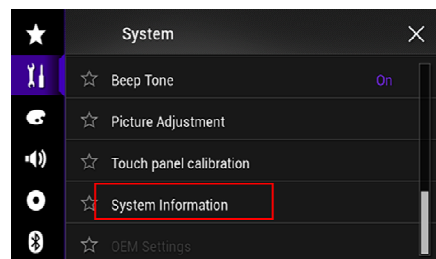 System
Beep Tone On
Picture Adjustment
Touch panel calibration
System Information
OEM Settings